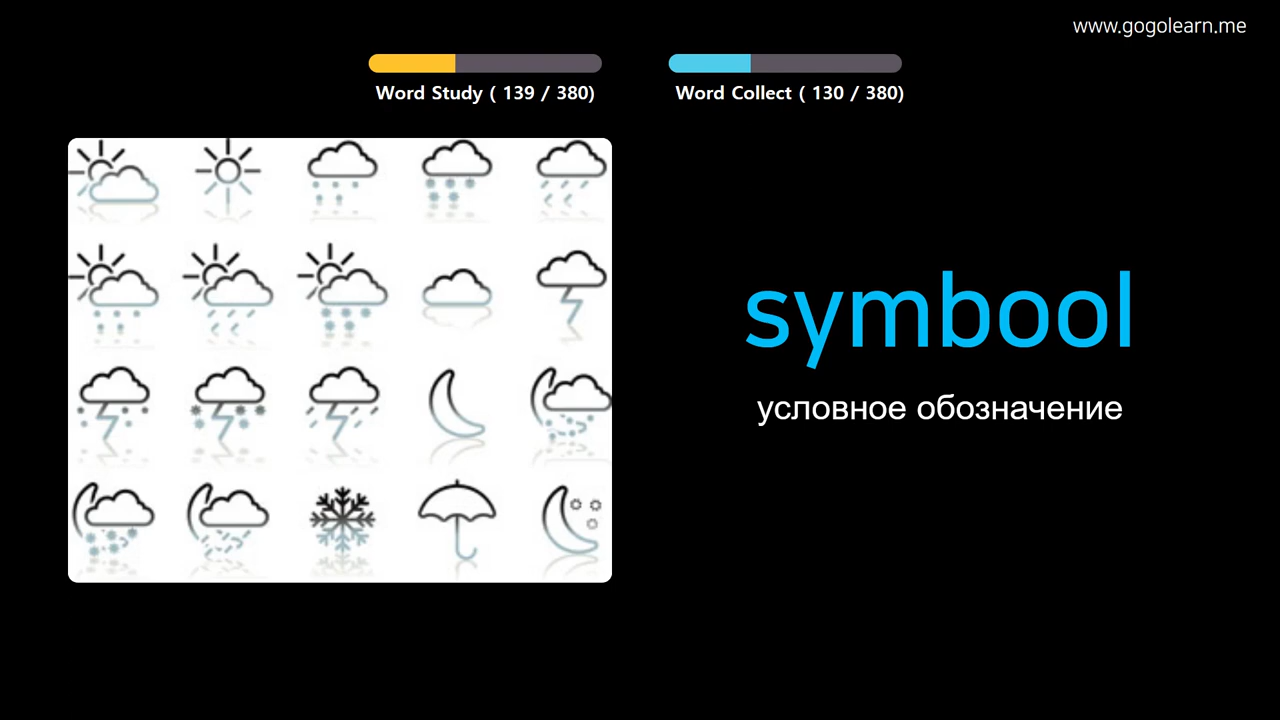 www.gogolearn.me
Word Study ( 139 / 380)
Word Collect ( 130 / 380)
symbool
условное обозначение